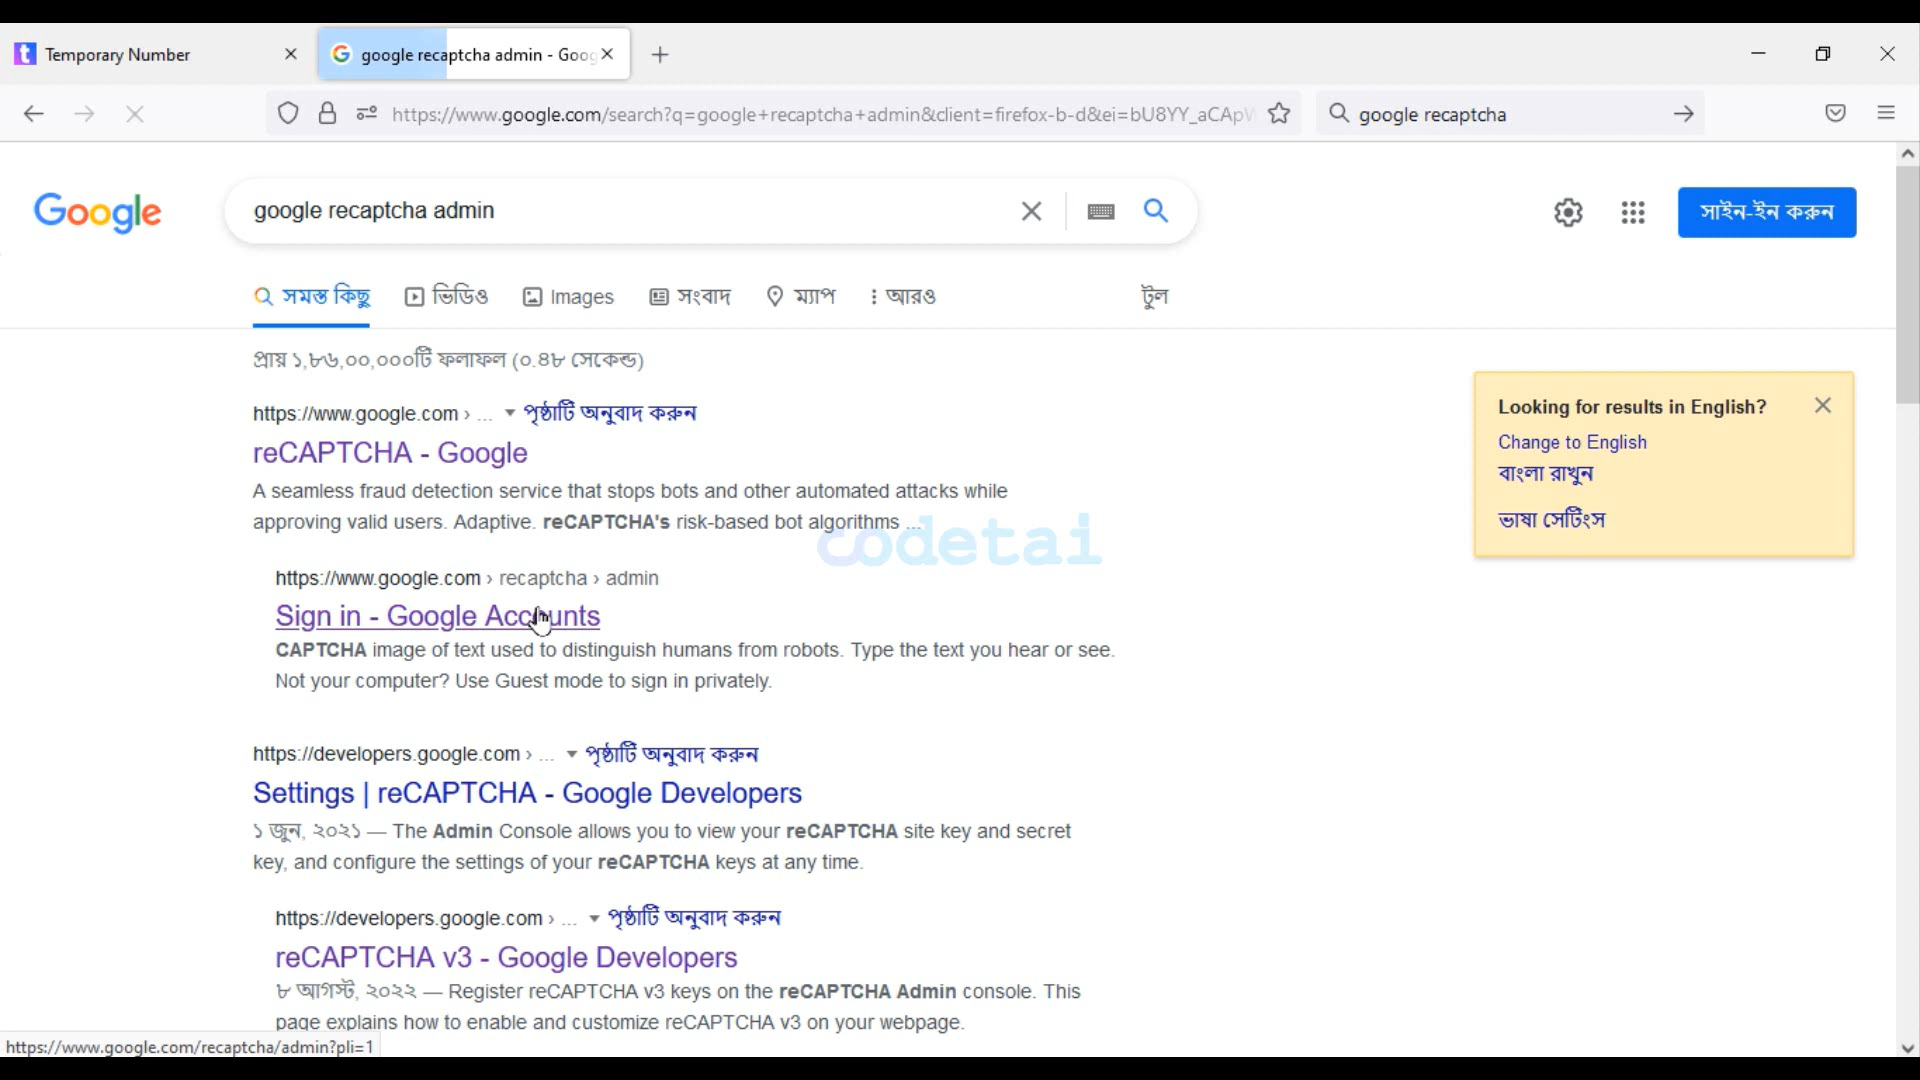 Temporary Number
google recaptcha admin - Goog
https://www.google.com/search?q=google+recaptcha+admin&client=firefox-b-d&ei=bU8YY_aCApW
google recaptcha
Google
google recaptcha admin
সাইন-ইন করুন
সমস্ত কিছু
ভিডিও
Images
সংবাদ
ম্যাপ
আরও
টুল
প্রায় ১,৮৬,০০,০০০টি ফলাফল (০.৪৮ সেকেন্ড)
https://www.google.com › ... পৃষ্ঠাটি অনুবাদ করুন
reCAPTCHA - Google
A seamless fraud detection service that stops bots and other automated attacks while
approving valid users. Adaptive. reCAPTCHA's risk-based bot algorithms ...
codetai
https://www.google.com › recaptcha › admin
Sign in - Google Accounts
CAPTCHA image of text used to distinguish humans from robots. Type the text you hear or see.
Not your computer? Use Guest mode to sign in privately.
https://developers.google.com › ... পৃষ্ঠাটি অনুবাদ করুন
Settings | reCAPTCHA - Google Developers
১ জুন, ২০২১ — The Admin Console allows you to view your reCAPTCHA site key and secret
key, and configure the settings of your reCAPTCHA keys at any time.
https://developers.google.com › ... পৃষ্ঠাটি অনুবাদ করুন
reCAPTCHA v3 - Google Developers
৮ আগস্ট, ২০২২ — Register reCAPTCHA v3 keys on the reCAPTCHA Admin console. This
page explains how to enable and customize reCAPTCHA v3 on your webpage.
Looking for results in English?
Change to English
বাংলা রাখুন
ভাষা সেটিংস
https://www.google.com/recaptcha/admin?pli=1